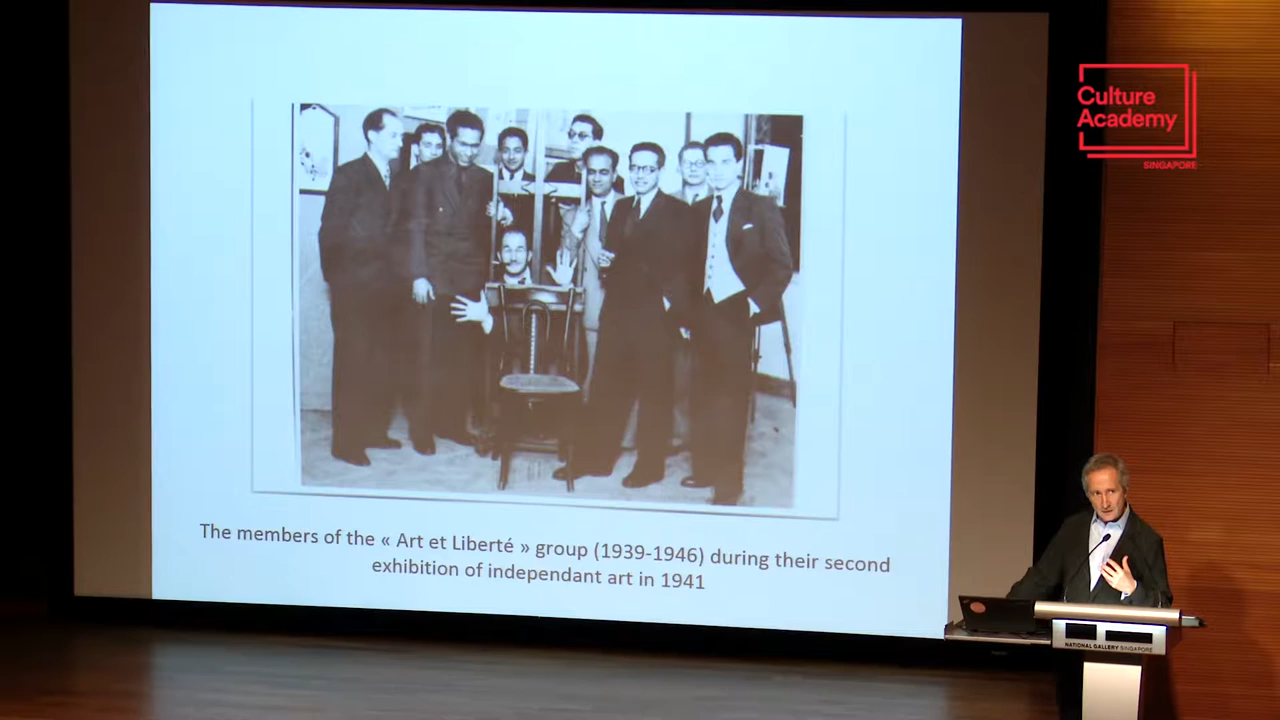 Culture
Academy
SINGAPORE
The members of the « Art et Liberté » group (1939-1946) during their second
exhibition of independant art in 1941
NATIONAL GALLERY SINGAPORE